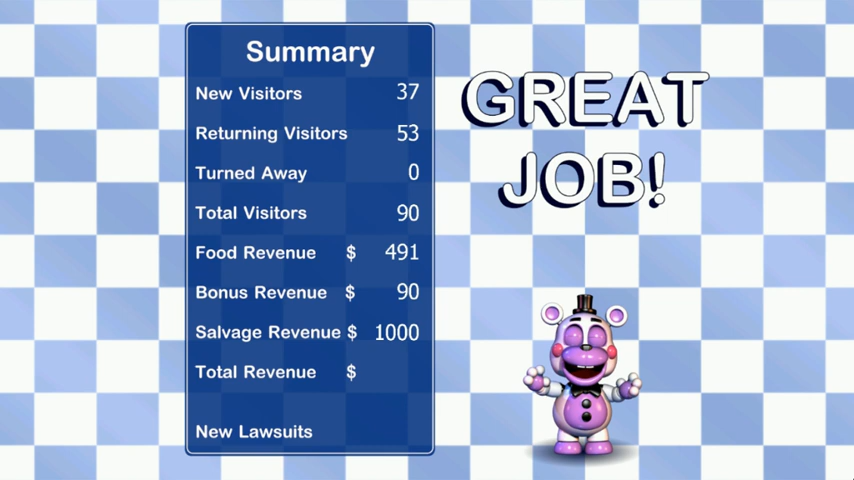 Summary
New Visitors 37
Returning Visitors 53
Turned Away 0
Total Visitors 90
Food Revenue $ 491
Bonus Revenue $ 90
Salvage Revenue $ 1000
Total Revenue $
New Lawsuits
GREAT
JOB!